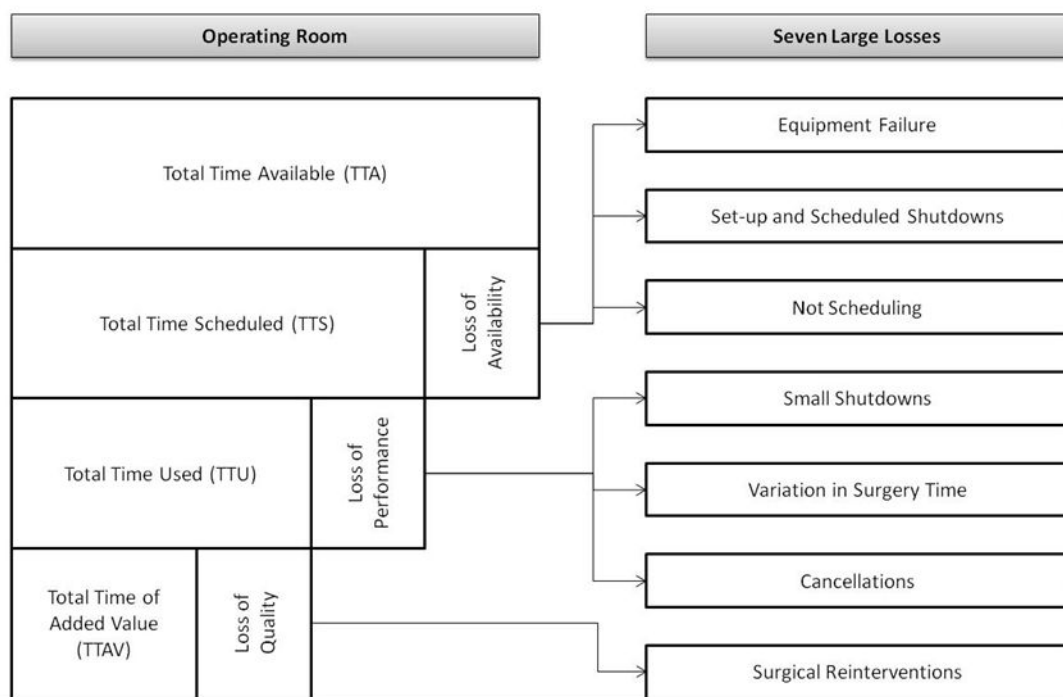 Operating Room
Seven Large Losses
Total Time Available (TTA)
Equipment Failure
Set-up and Scheduled Shutdowns
Total Time Scheduled (TTS)
Loss of
Availability
Not Scheduling
Small Shutdowns
Total Time Used (TTU)
Loss of
Performance
Variation in Surgery Time
Cancellations
Total Time of
Added Value
(TTAV)
Loss of
Quality
Surgical Reinterventions